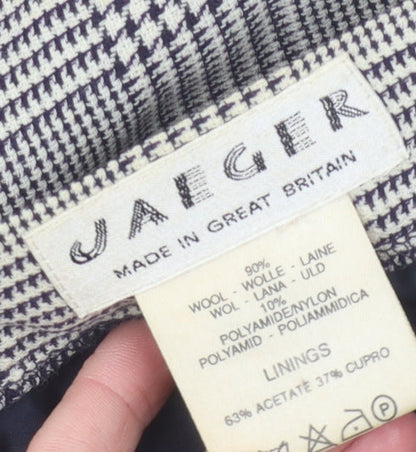 JAEGER
MADE IN GREAT BRITAIN
90%
WOOL - WOLLE - LAINE
WOL - LANA - ULD
10%
POLYAMIDE/NYLON
POLYAMID - POLIAMMIDICA
LININGS
63% ACETATE 37% CUPRO
P